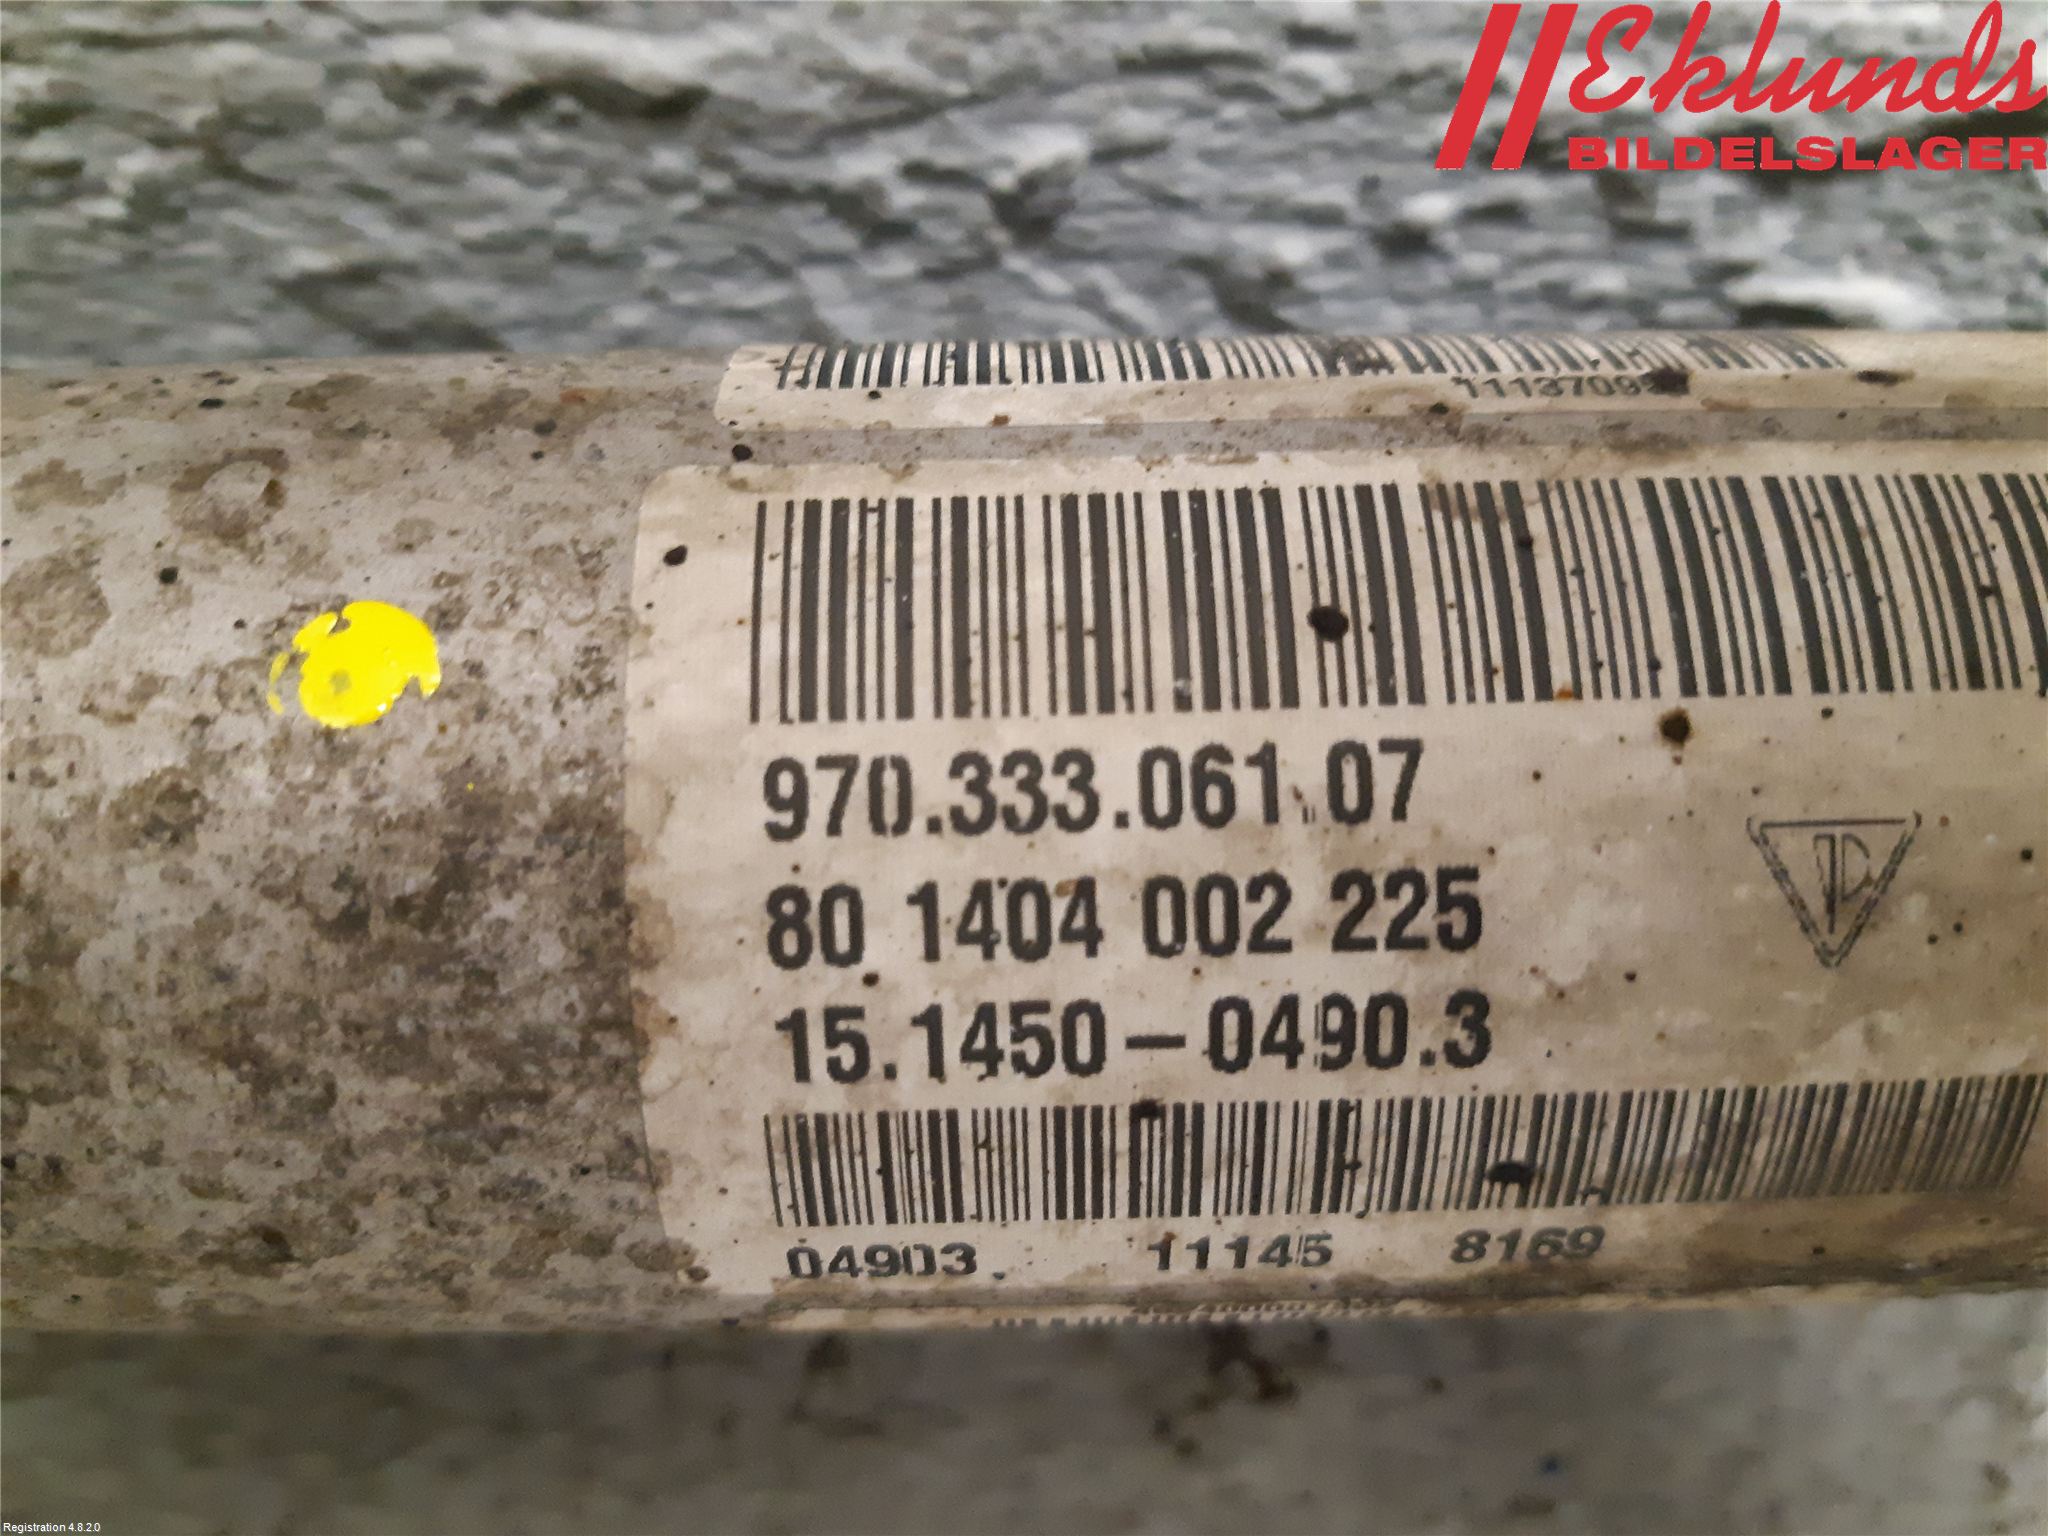 Eklunds
BILDELSLAGER
970.333.061.07
80 1404 002 225
15.1450-0490.3
04903 11145 8169
Registration 4.8.2.0